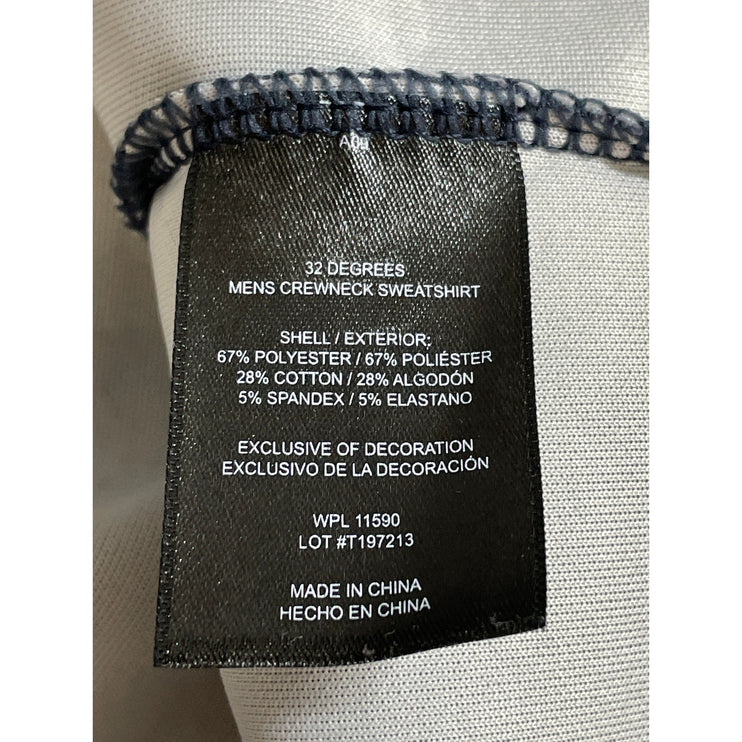 32 DEGREES
MENS CREWNECK SWEATSHIRT
SHELL / EXTERIOR:
67% POLYESTER / 67% POLIÉSTER
28% COTTON / 28% ALGODÓN
5% SPANDEX / 5% ELASTANO
EXCLUSIVE OF DECORATION
EXCLUSIVO DE LA DECORACIÓN
WPL 11590
LOT #T197213
MADE IN CHINA
HECHO EN CHINA